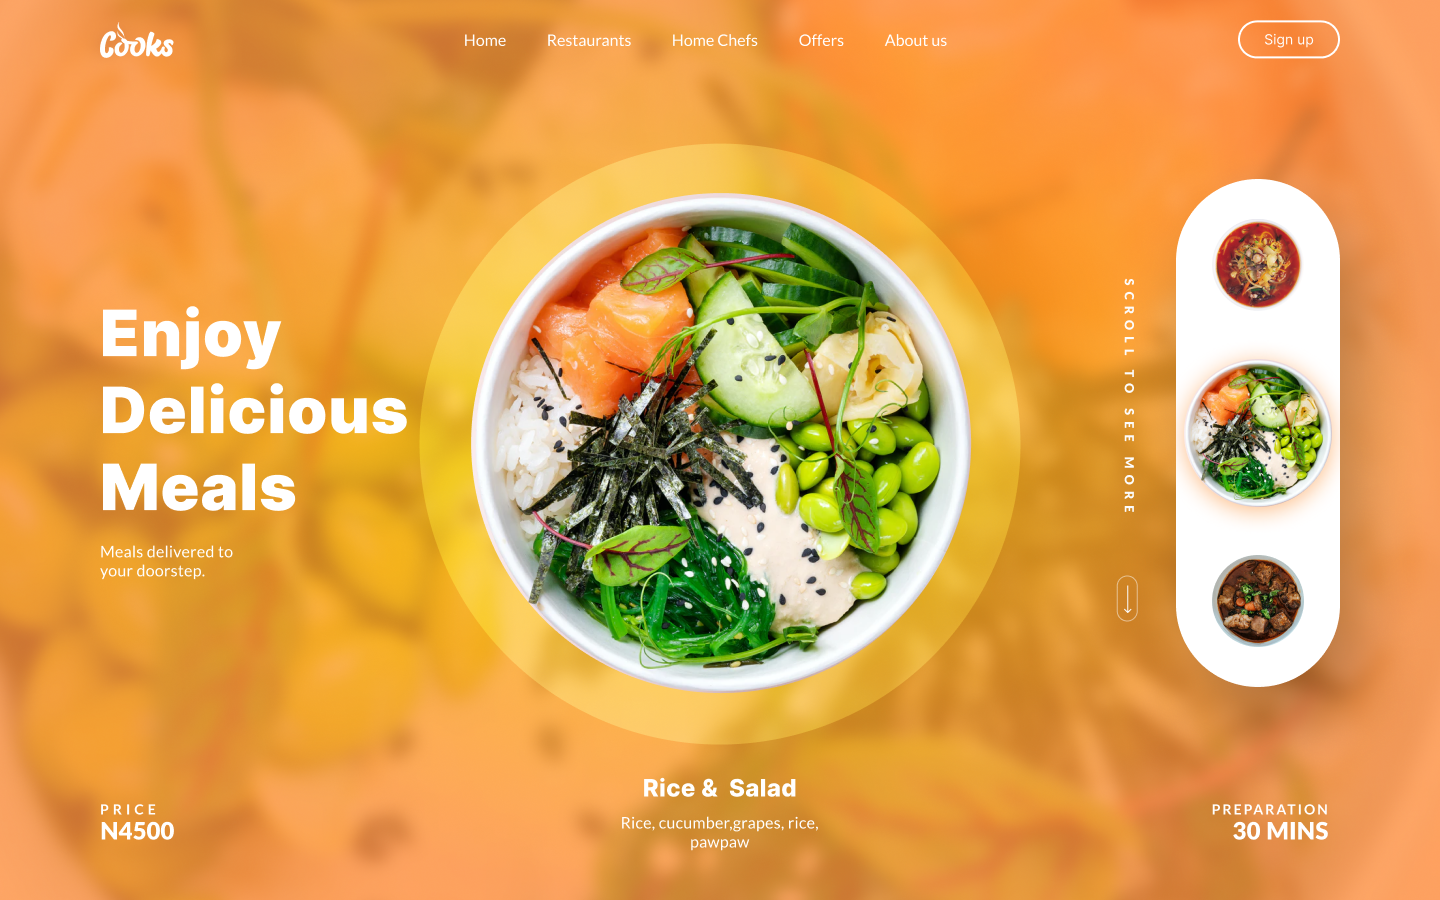 Cooks
Home
Restaurants
Home Chefs
Offers
About us
Sign up
Enjoy
Delicious
Meals
Meals delivered to
your doorstep.
SCROLL TO SEE MORE
Rice & Salad
Rice, cucumber,grapes, rice,
pawpaw
PRICE
N4500
PREPARATION
30 MINS